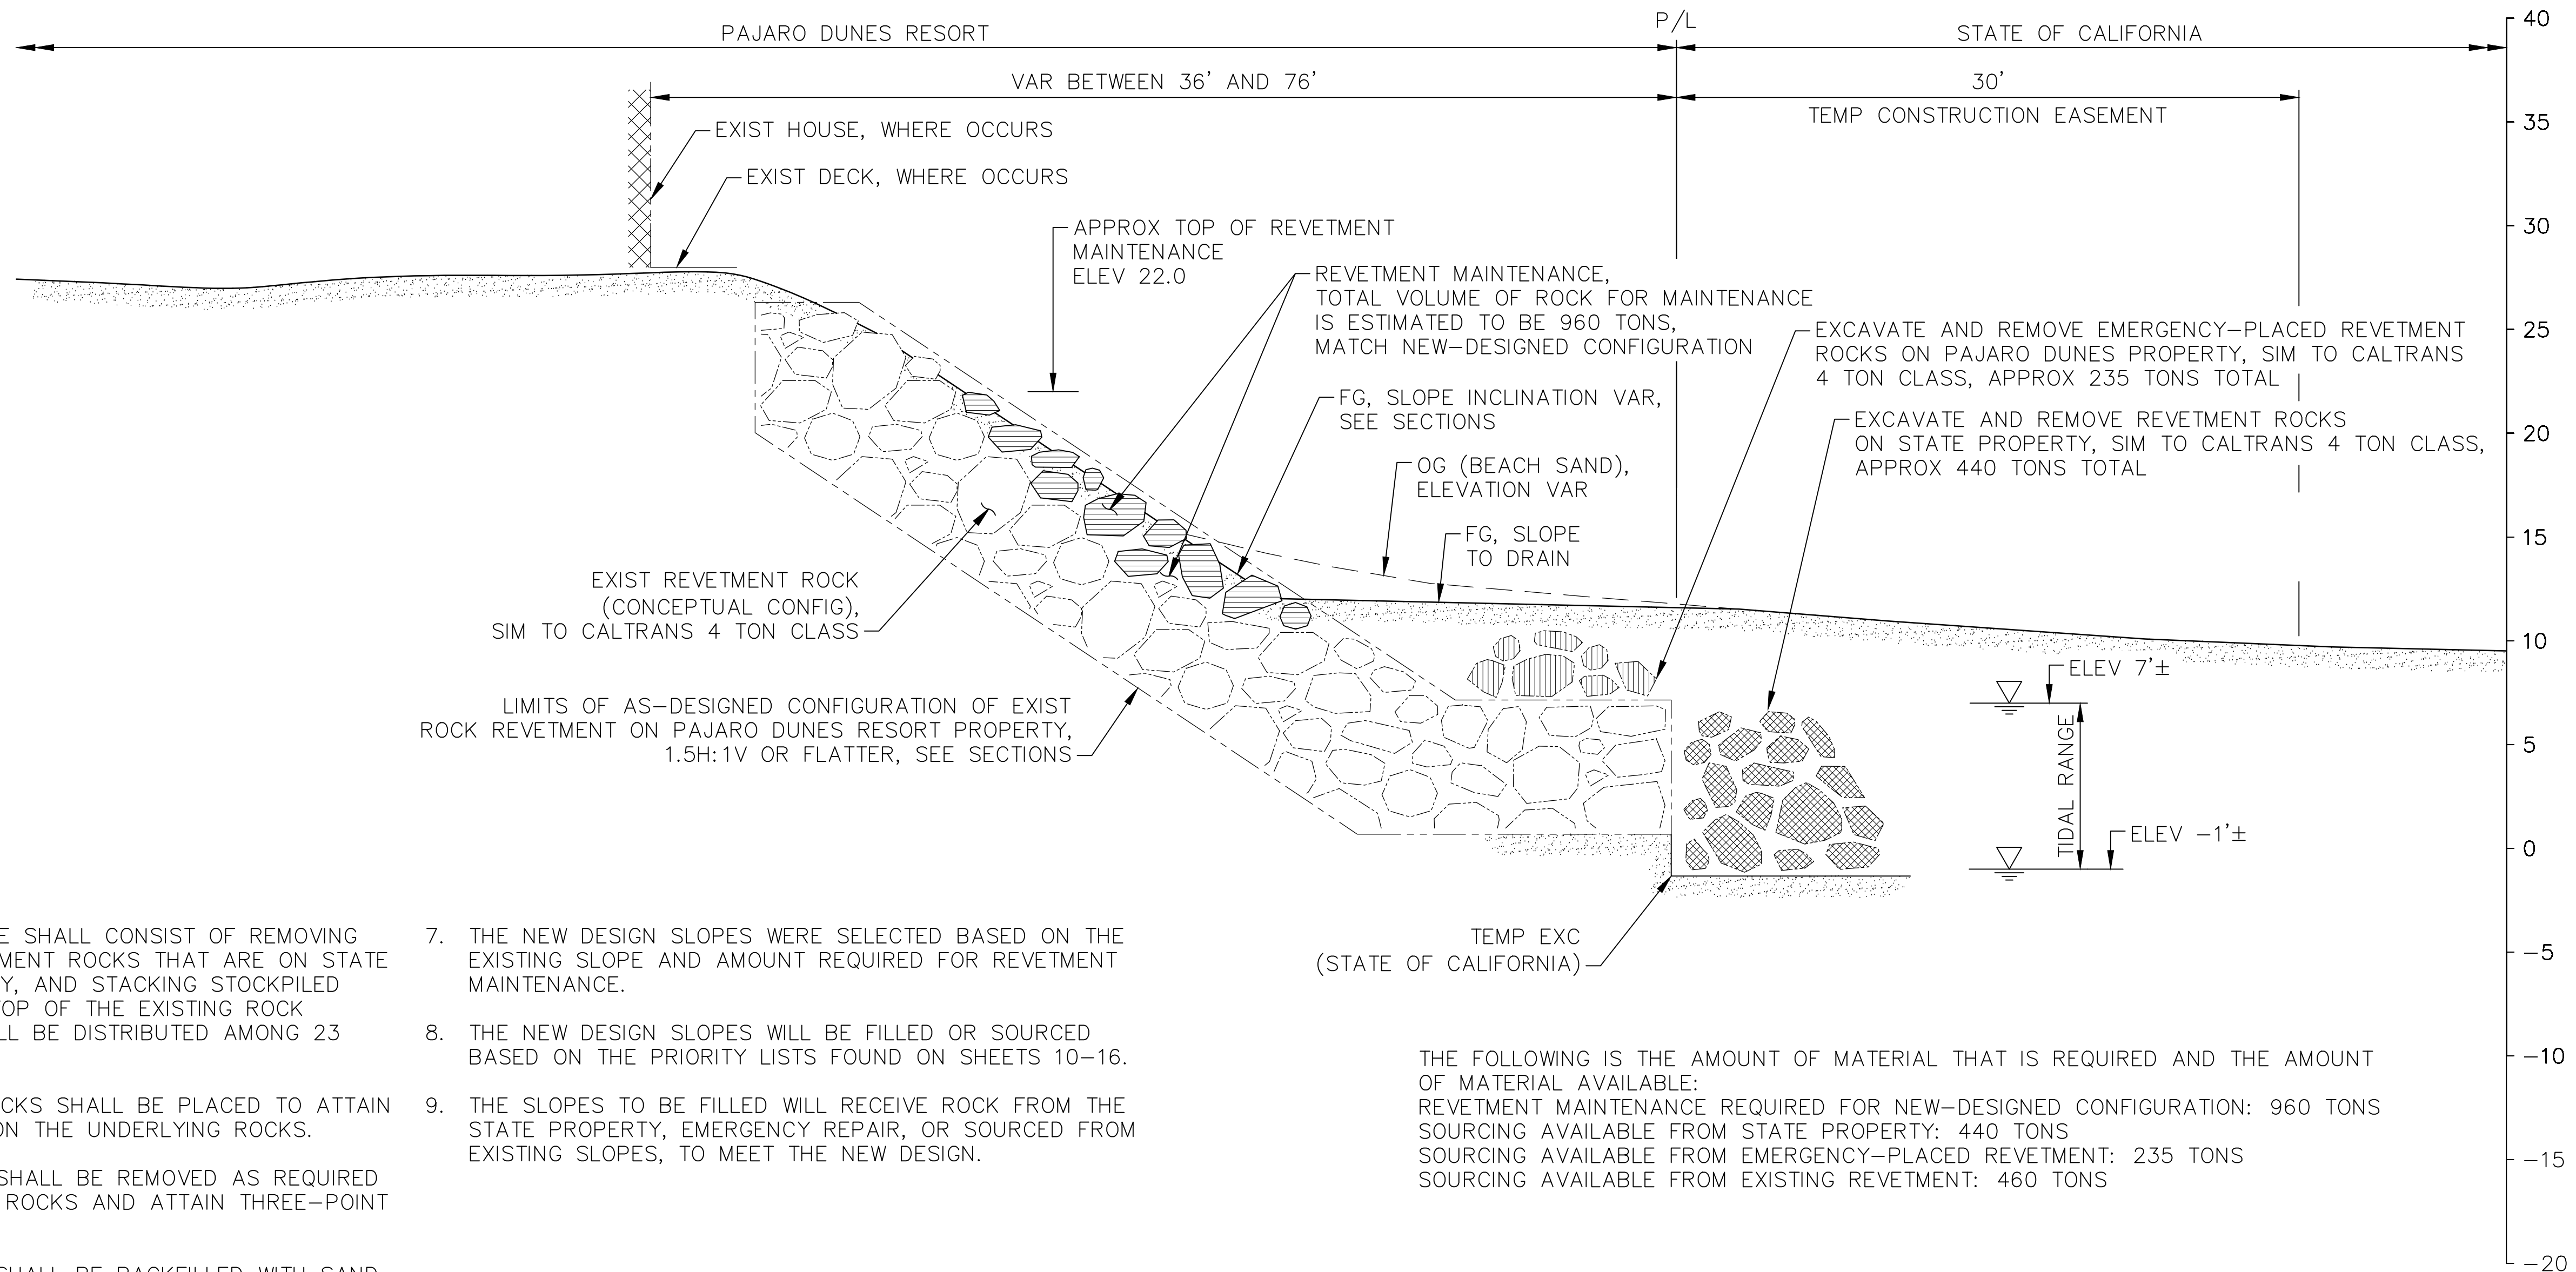 PAJARO DUNES RESORT
P/L
STATE OF CALIFORNIA
VAR BETWEEN 36' AND 76'
30'
TEMP CONSTRUCTION EASEMENT
EXIST HOUSE, WHERE OCCURS
EXIST DECK, WHERE OCCURS
APPROX TOP OF REVETMENT
MAINTENANCE
ELEV 22.0
REVETMENT MAINTENANCE,
TOTAL VOLUME OF ROCK FOR MAINTENANCE
IS ESTIMATED TO BE 960 TONS,
MATCH NEW-DESIGNED CONFIGURATION
EXCAVATE AND REMOVE EMERGENCY-PLACED REVETMENT
ROCKS ON PAJARO DUNES PROPERTY, SIM TO CALTRANS
4 TON CLASS, APPROX 235 TONS TOTAL
FG, SLOPE INCLINATION VAR,
SEE SECTIONS
EXCAVATE AND REMOVE REVETMENT ROCKS
ON STATE PROPERTY, SIM TO CALTRANS 4 TON CLASS,
APPROX 440 TONS TOTAL
OG (BEACH SAND),
ELEVATION VAR
FG, SLOPE
TO DRAIN
EXIST REVETMENT ROCK
(CONCEPTUAL CONFIG),
SIM TO CALTRANS 4 TON CLASS
LIMITS OF AS-DESIGNED CONFIGURATION OF EXIST
ROCK REVETMENT ON PAJARO DUNES RESORT PROPERTY,
1.5H:1V OR FLATTER, SEE SECTIONS
ELEV 7'±
TIDAL RANGE
ELEV -1'±
TEMP EXC
(STATE OF CALIFORNIA)
40
35
30
25
20
15
10
5
0
-5
-10
-15
-20
E SHALL CONSIST OF REMOVING
MENT ROCKS THAT ARE ON STATE
Y, AND STACKING STOCKPILED
TOP OF THE EXISTING ROCK
LL BE DISTRIBUTED AMONG 23
CKS SHALL BE PLACED TO ATTAIN
ON THE UNDERLYING ROCKS.
SHALL BE REMOVED AS REQUIRED
ROCKS AND ATTAIN THREE-POINT
SHALL BE BACKFILLED WITH SAND
7. THE NEW DESIGN SLOPES WERE SELECTED BASED ON THE
EXISTING SLOPE AND AMOUNT REQUIRED FOR REVETMENT
MAINTENANCE.
8. THE NEW DESIGN SLOPES WILL BE FILLED OR SOURCED
BASED ON THE PRIORITY LISTS FOUND ON SHEETS 10-16.
9. THE SLOPES TO BE FILLED WILL RECEIVE ROCK FROM THE
STATE PROPERTY, EMERGENCY REPAIR, OR SOURCED FROM
EXISTING SLOPES, TO MEET THE NEW DESIGN.
THE FOLLOWING IS THE AMOUNT OF MATERIAL THAT IS REQUIRED AND THE AMOUNT
OF MATERIAL AVAILABLE:
REVETMENT MAINTENANCE REQUIRED FOR NEW-DESIGNED CONFIGURATION: 960 TONS
SOURCING AVAILABLE FROM STATE PROPERTY: 440 TONS
SOURCING AVAILABLE FROM EMERGENCY-PLACED REVETMENT: 235 TONS
SOURCING AVAILABLE FROM EXISTING REVETMENT: 460 TONS